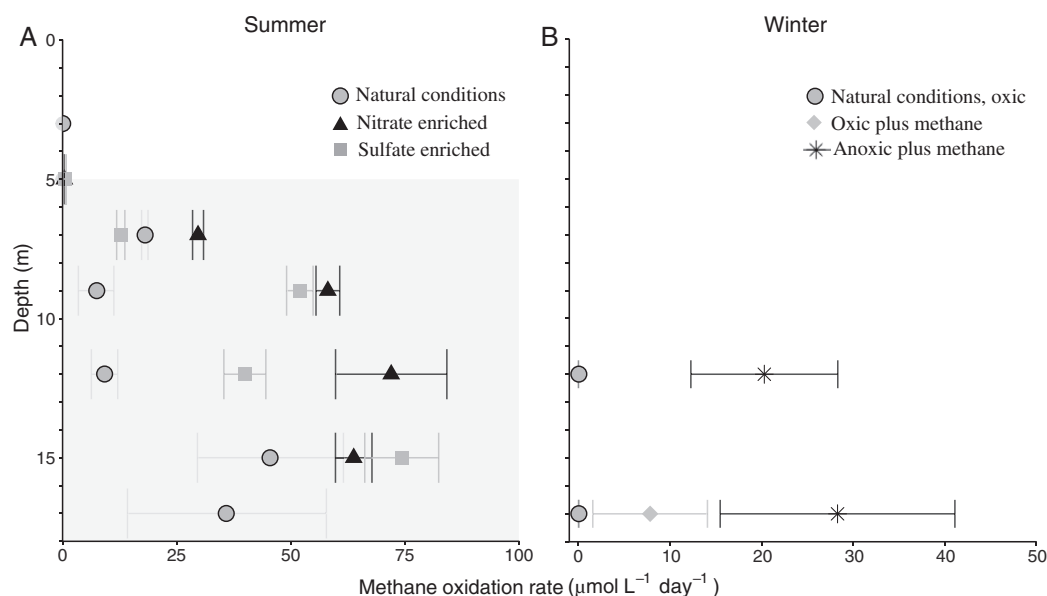 A
Summer
B
Winter
Natural conditions
Nitrate enriched
Sulfate enriched
Natural conditions, oxic
Oxic plus methane
Anoxic plus methane
Depth (m)
0
5
10
15
0 25 50 75 100
0 10 20 30 40 50
Methane oxidation rate (μmol L⁻¹ day⁻¹)